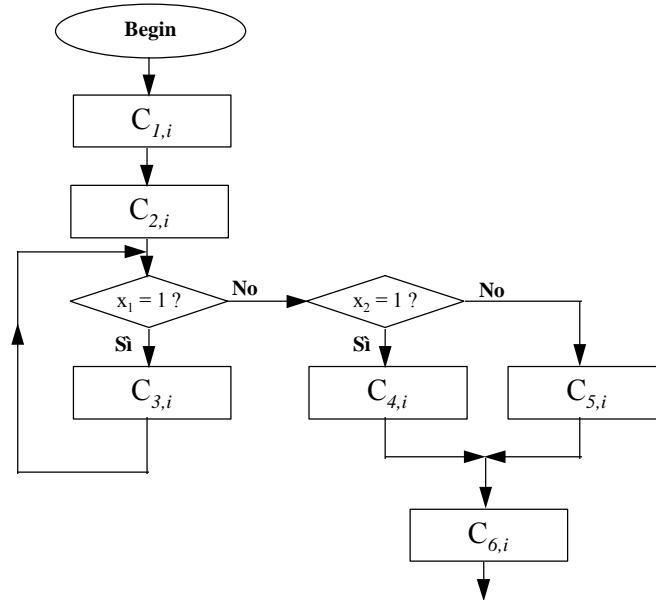 Begin
C1,i
C2,i
x1 = 1 ?
No
x2 = 1 ?
No
Sì
Sì
C3,i
C4,i
C5,i
C6,i